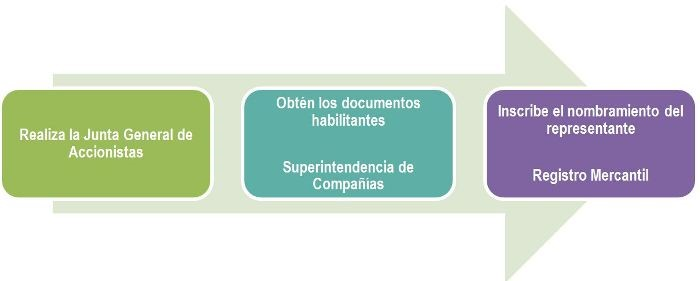 Realiza la Junta General de
Accionistas
Obtén los documentos
habilitantes
Superintendencia de
Compañías
Inscribe el nombramiento del
representante
Registro Mercantil